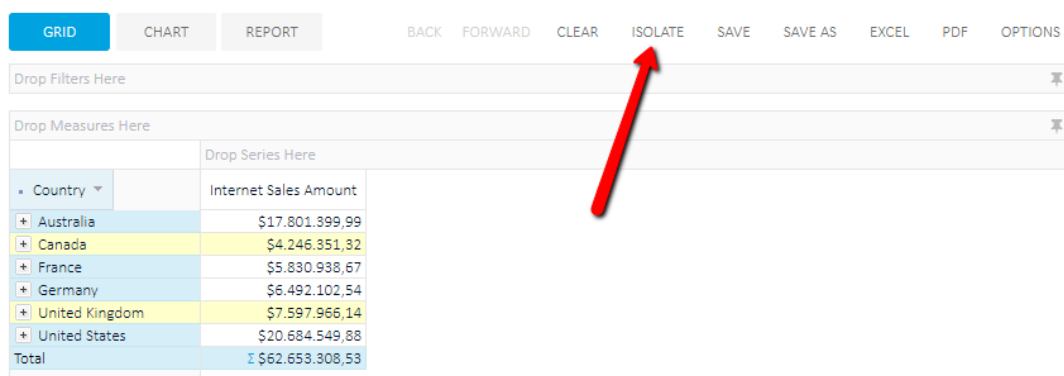 GRID CHART REPORT BACK FORWARD CLEAR ISOLATE SAVE SAVE AS EXCEL PDF OPTIONS
Drop Filters Here
Drop Measures Here
Drop Series Here
Country Internet Sales Amount
+ Australia $17.801.399,99
+ Canada $4.246.351,32
+ France $5.830.938,67
+ Germany $6.492.102,54
+ United Kingdom $7.597.966,14
+ United States $20.684.549,88
Total Σ $62.653.308,53